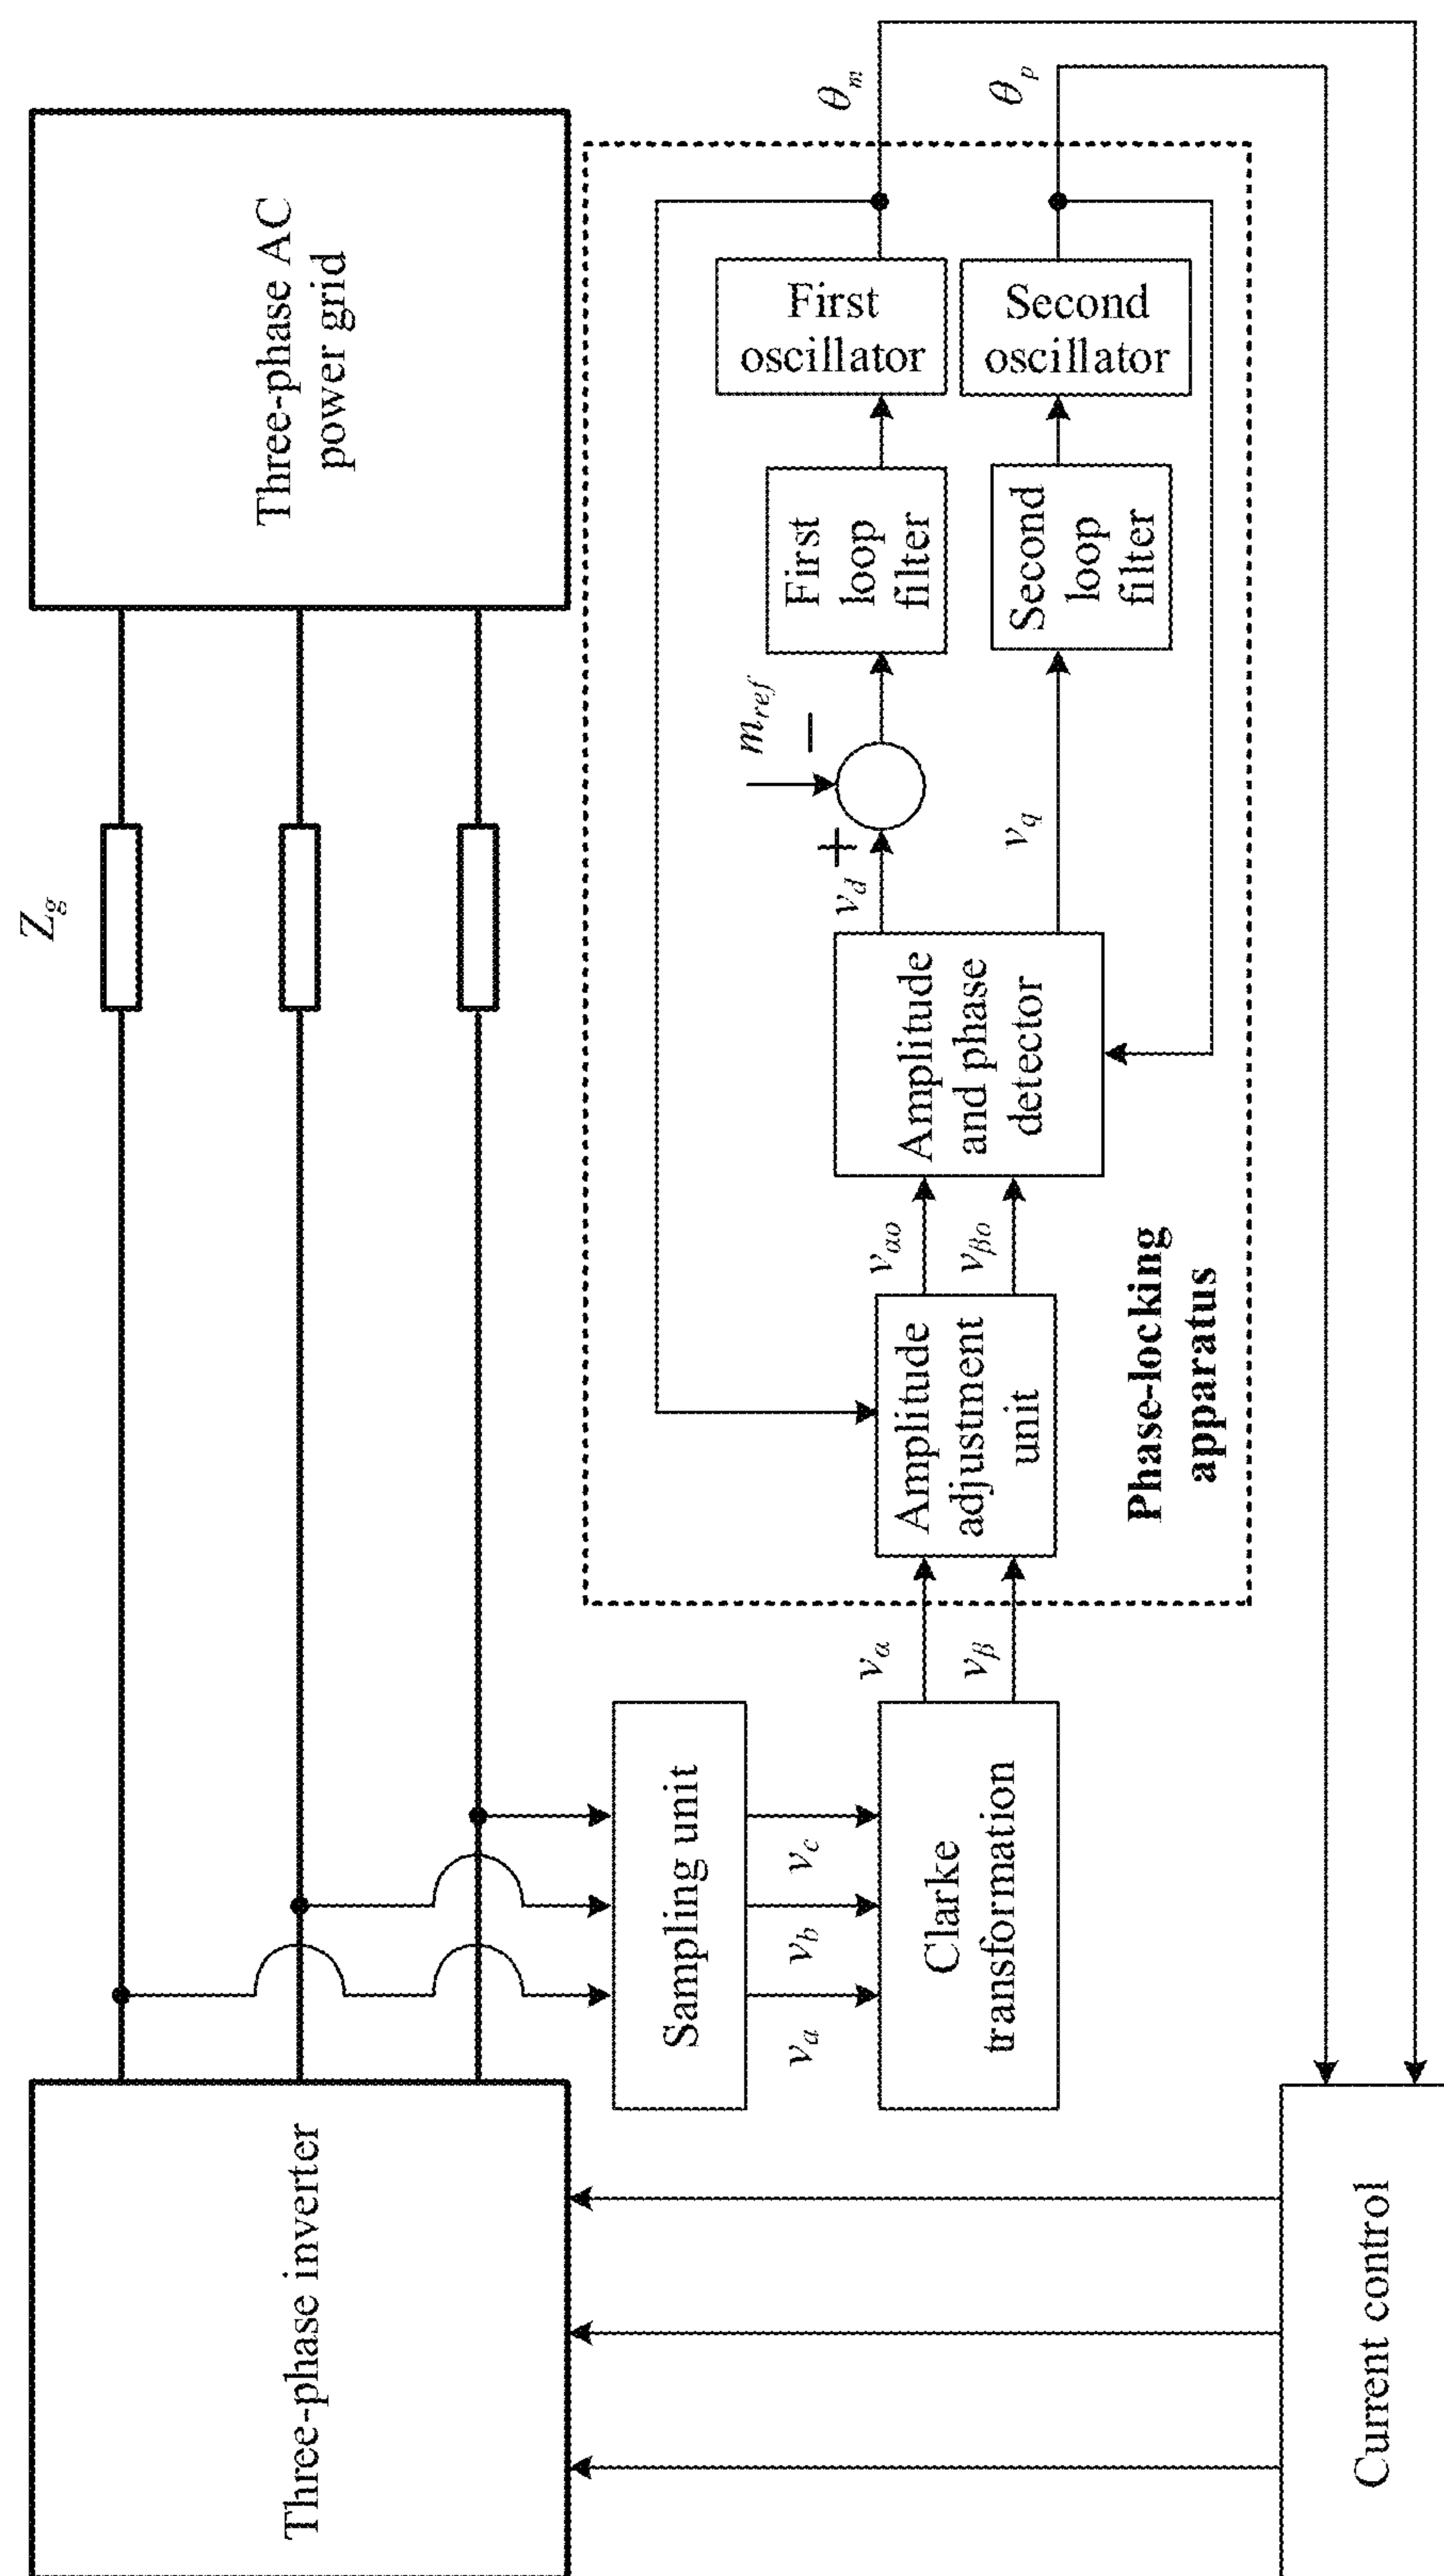 Three-phase inverter
Z_g
Three-phase AC
power grid
Sampling unit
v_a
v_b
v_c
Clarke
transformation
v_α
v_β
Amplitude
adjustment
unit
v_αo
v_βo
Amplitude
and phase
detector
v_d
+
m_ref
−
v_q
First
loop
filter
Second
loop
filter
First
oscillator
Second
oscillator
θ_m
θ_p
Phase-locking
apparatus
Current control